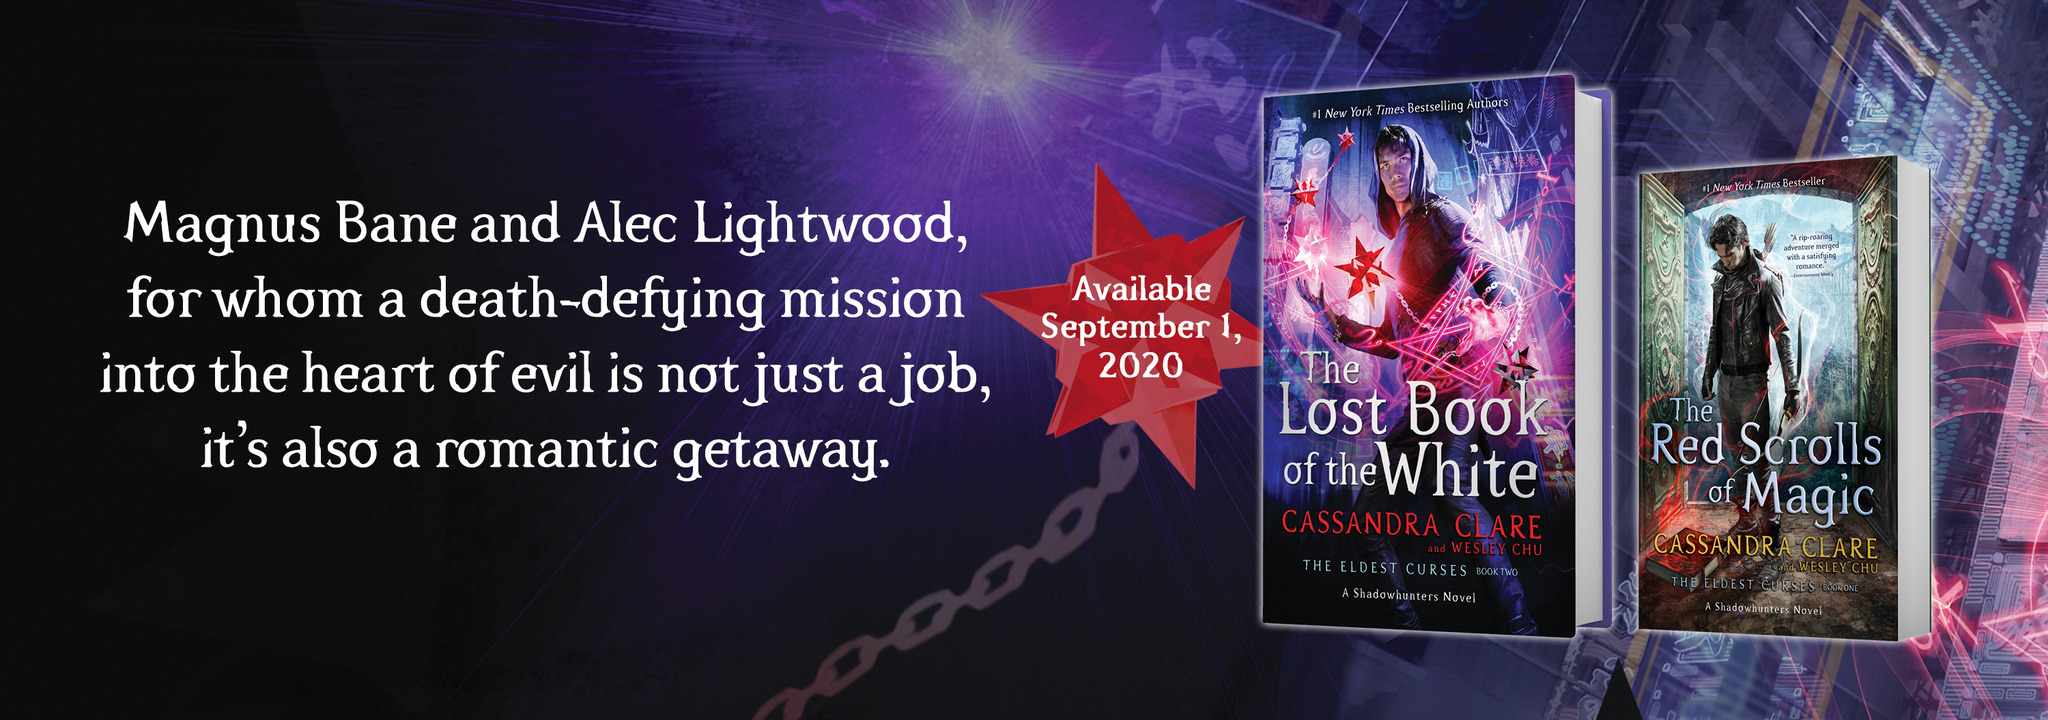 Magnus Bane and Alec Lightwood,
for whom a death-defying mission
into the heart of evil is not just a job,
it's also a romantic getaway.
Available
September 1,
2020
#1 New York Times Bestselling Authors
The
Lost Book
of the White
CASSANDRA CLARE
and WESLEY CHU
THE ELDEST CURSES BOOK TWO
A Shadowhunters Novel
#1 New York Times Bestseller
"A rip-roaring
adventure merged
with a satisfying
romance."
—Entertainment Weekly
The
Red Scrolls
of Magic
CASSANDRA CLARE
and WESLEY CHU
THE ELDEST CURSES BOOK ONE
A Shadowhunters Novel